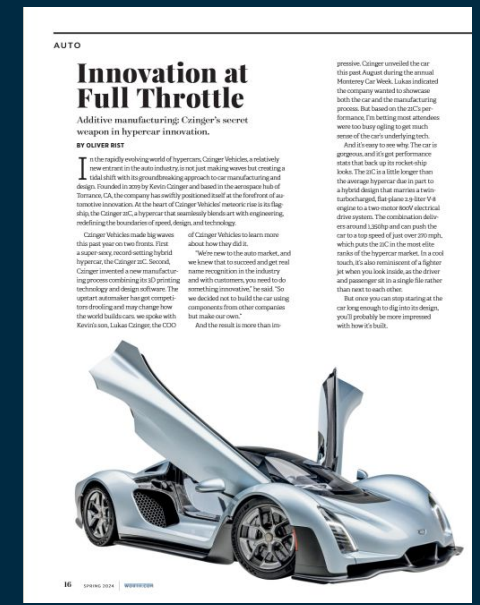 AUTO
Innovation at
Full Throttle
Additive manufacturing: Czinger's secret
weapon in hypercar innovation.
BY OLIVER RIST
In the rapidly evolving world of hypercars, Czinger Vehicles, a relatively
new entrant in the auto industry, is not just making waves but creating a
tidal shift with its groundbreaking approach to car manufacturing and
design. Founded in 2019 by Kevin Czinger and based in the aerospace hub of
Torrance, CA, the company has swiftly positioned itself at the forefront of au-
tomotive innovation. At the heart of Czinger Vehicles' meteoric rise is its flag-
ship, the Czinger 21C, a hypercar that seamlessly blends art with engineering,
redefining the boundaries of speed, design, and technology.
Czinger Vehicles made big waves
this past year on two fronts. First
a super-sexy, record-setting hybrid
hypercar, the Czinger 21C. Second,
Czinger invented a new manufactur-
ing process combining its 3D printing
technology and design software. The
upstart automaker has got competi-
tors drooling and may change how
the world builds cars. we spoke with
Kevin's son, Lukas Czinger, the COO
of Czinger Vehicles to learn more
about how they did it.
"We're new to the auto market, and
we knew that to succeed and get real
name recognition in the industry
and with customers, you need to do
something innovative," he said. "So
we decided not to build the car using
components from other companies
but make our own."
And the result is more than im-
pressive. Czinger unveiled the car
this past August during the annual
Monterey Car Week. Lukas indicated
the company wanted to showcase
both the car and the manufacturing
process. But based on the 21C's per-
formance, I'm betting most attendees
were too busy ogling to get much
sense of the car's underlying tech.
And it's easy to see why. The car is
gorgeous, and it's got performance
stats that back up its rocket-ship
looks. The 21C is a little longer than
the average hypercar due in part to
a hybrid design that marries a twin-
turbocharged, flat-plane 2.9-liter V-8
engine to a two motor 800V electrical
drive system. The combination deliv-
ers around 1,350hp and can push the
car to a top speed of just over 270 mph,
which puts the 21C in the most elite
ranks of the hypercar market. In a cool
touch, it's also reminiscent of a fighter
jet when you look inside, as the driver
and passenger sit in a single file rather
than next to each other.
But once you can stop staring at the
car long enough to dig into its design,
you'll probably be more impressed
with how it's built.
16 SPRING 2024 WORTH.COM